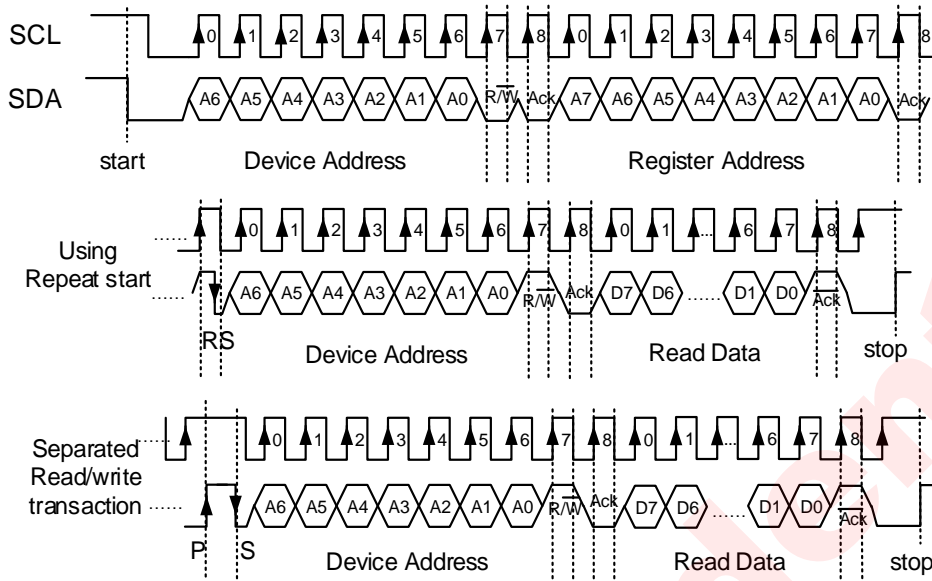 SCL 0 1 2 3 4 5 6 7 8 0 1 2 3 4 5 6 7 8
SDA A6 A5 A4 A3 A2 A1 A0 R/W Ack A7 A6 A5 A4 A3 A2 A1 A0 Ack
start Device Address Register Address
...... 0 1 2 3 4 5 6 7 8 0 1 ... 6 7 8
Using
Repeat start
...... A6 A5 A4 A3 A2 A1 A0 R/W Ack D7 D6 ...... D1 D0 Ack
RS Device Address Read Data stop
...... 0 1 2 3 4 5 6 7 8 0 1 ... 6 7 8
Separated
Read/write
transaction
...... A6 A5 A4 A3 A2 A1 A0 R/W Ack D7 D6 ...... D1 D0 Ack
P S Device Address Read Data stop